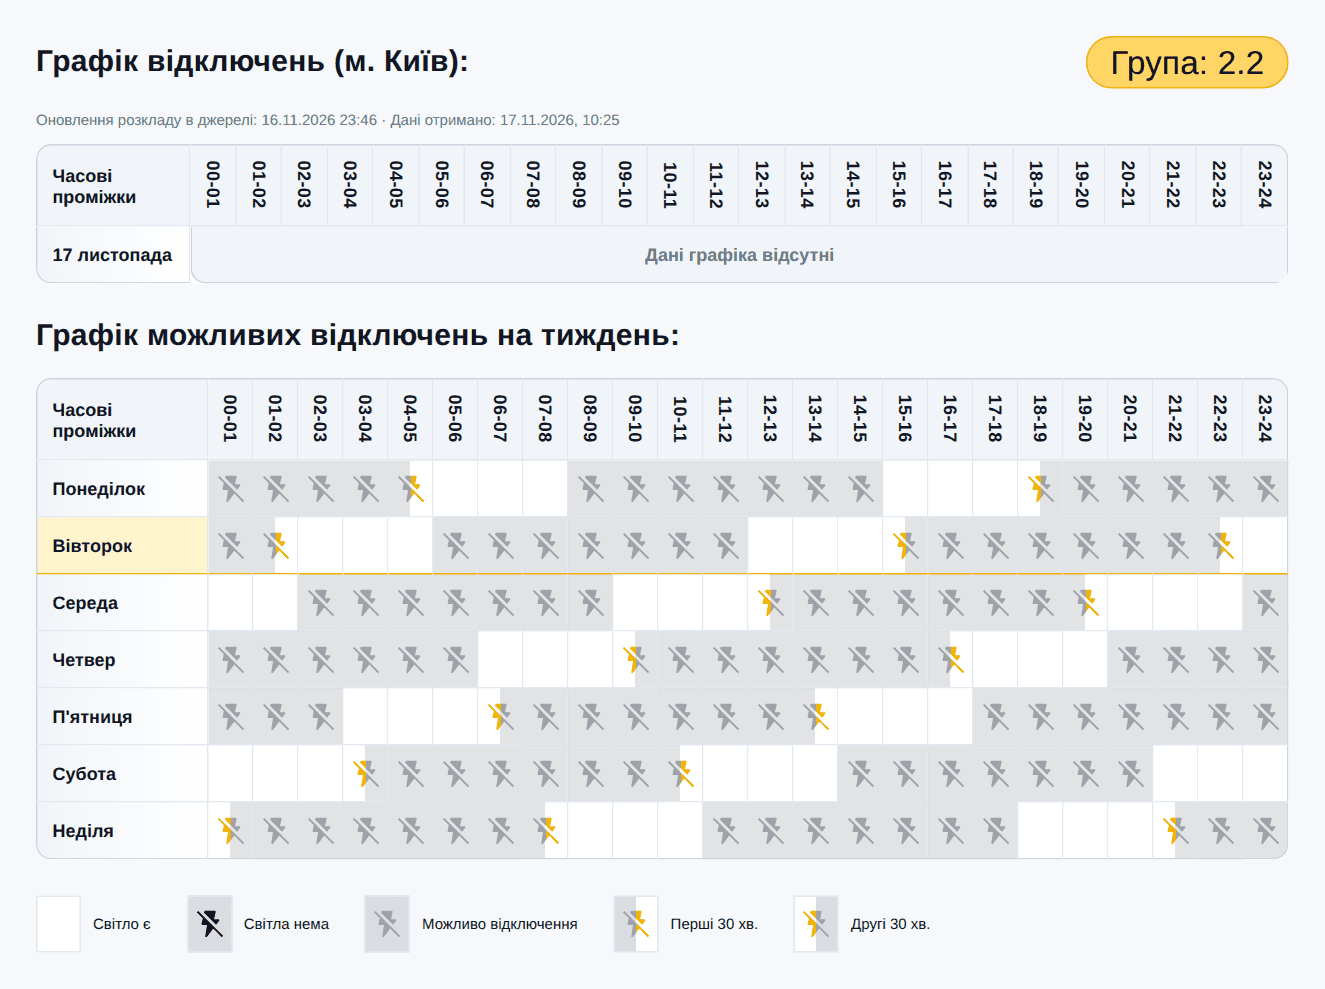 Графік відключень (м. Київ):
Група: 2.2
Оновлення розкладу в джерелі: 16.11.2026 23:46 · Дані отримано: 17.11.2026, 10:25
Часові проміжки 00-01 01-02 02-03 03-04 04-05 05-06 06-07 07-08 08-09 09-10 10-11 11-12 12-13 13-14 14-15 15-16 16-17 17-18 18-19 19-20 20-21 21-22 22-23 23-24
17 листопада Дані графіка відсутні
Графік можливих відключень на тиждень:
Часові проміжки 00-01 01-02 02-03 03-04 04-05 05-06 06-07 07-08 08-09 09-10 10-11 11-12 12-13 13-14 14-15 15-16 16-17 17-18 18-19 19-20 20-21 21-22 22-23 23-24
Понеділок
Вівторок
Середа
Четвер
П'ятниця
Субота
Неділя
Світло є Світла нема Можливо відключення Перші 30 хв. Другі 30 хв.